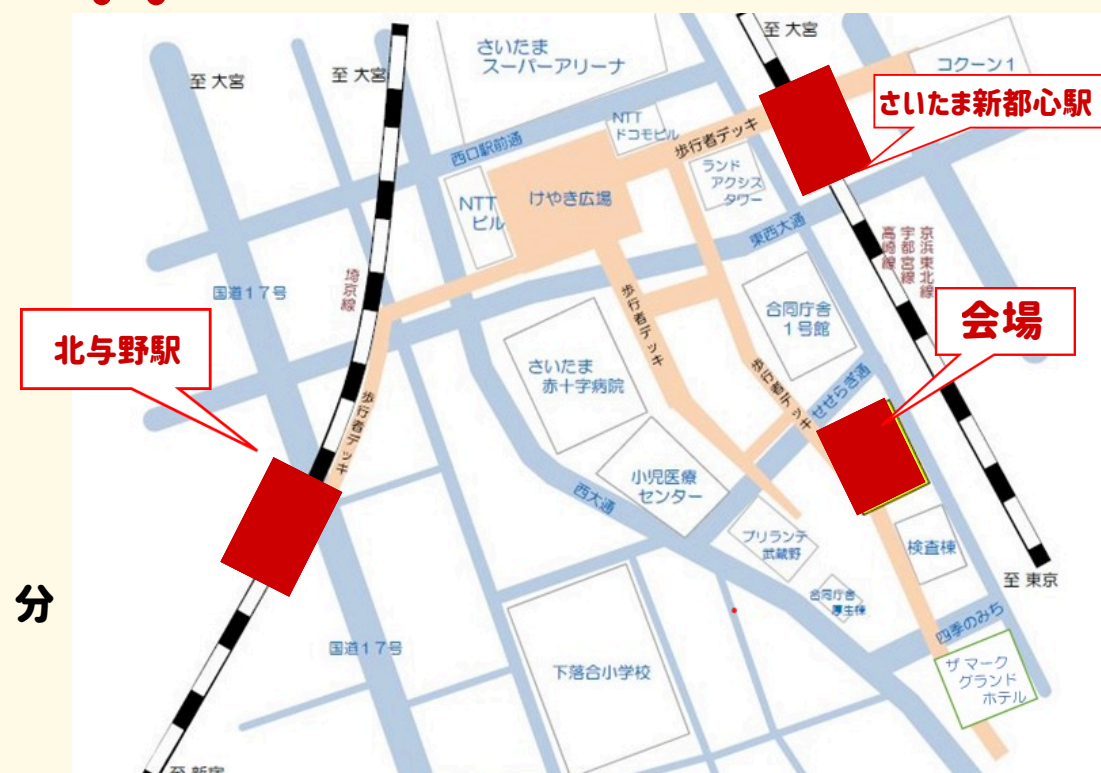 至 大宮
至 大宮
至 大宮
さいたま
スーパーアリーナ
コクーン1
さいたま新都心駅
NTT
ドコモビル
歩行者デッキ
西口駅前通
ランド
アクシス
タワー
NTT
ビル
けやき広場
東西大通
高崎線
宇都宮線
京浜東北線
埼京線
国道17号
歩行者デッキ
合同庁舎
1号館
会場
北与野駅
さいたま
赤十字病院
歩行者デッキ
せせらぎ通
歩行者デッキ
小児医療
センター
西大通
ブリランテ
武蔵野
検査棟
至 東京
分
合同庁舎
厚生棟
四季のみち
国道17号
下落合小学校
ザ マーク
グランド
ホテル
至 新宿